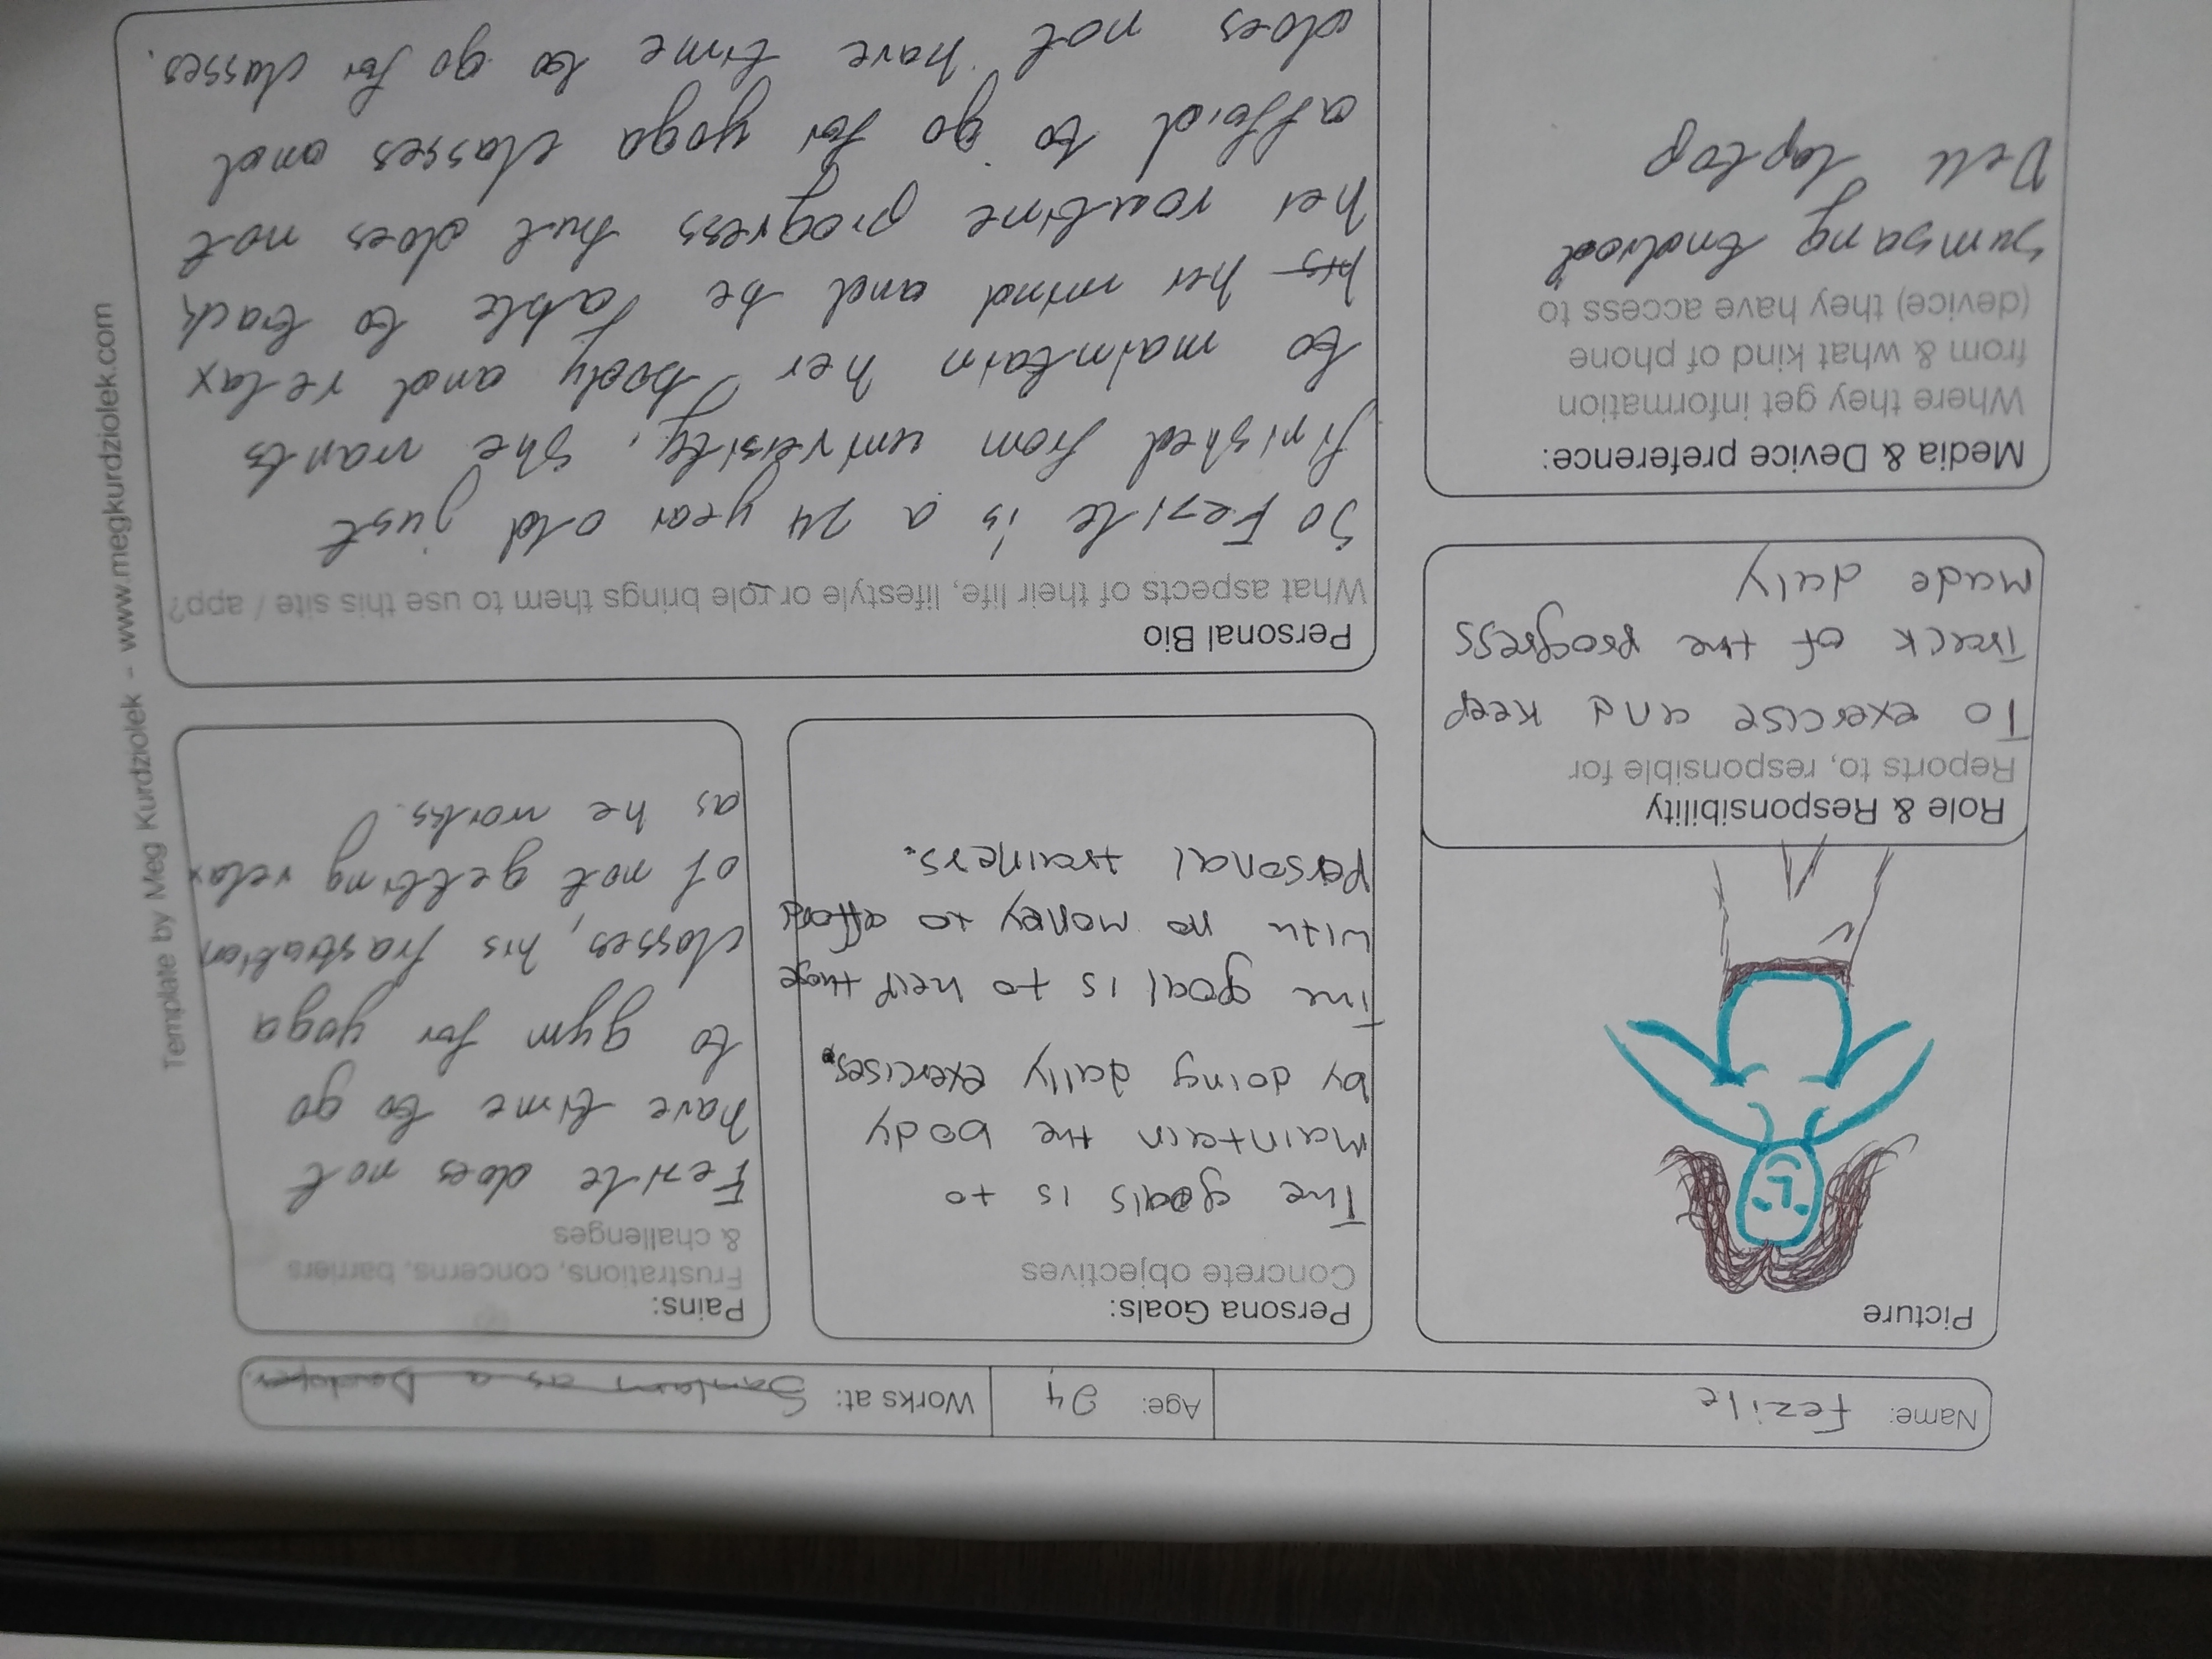 Name: Fezile
Age: 24
Works at: Sanlam as a Developer.
Picture
Persona Goals:
Concrete objectives
The goals is to
maintain the body
by doing daily exercises.
The goal is to help those
with no money to afford
personal trainers.
Pains:
Frustrations, concerns, barriers
& challenges
Fezile does not
have time to go
to gym for yoga
classes, his frastration
of not getting relax
as he works.
Role & Responsibility
Reports to, responsible for
To exercise and keep
Track of the progress
made daily
Personal Bio
What aspects of their life, lifestyle or role brings them to use this site / app?
So Fezile is a 24 year old just
finished from university, she wants
to maintain her body and relax
his her mind and be able to track
her routine progress but does not
afford to go for yoga classes and
does not have time to go for classes.
Media & Device preference:
Where they get information
from & what kind of phone
(device) they have access to
Sumsang Android
Dell laptop
Template by Meg Kurdziolek - www.megkurdziolek.com